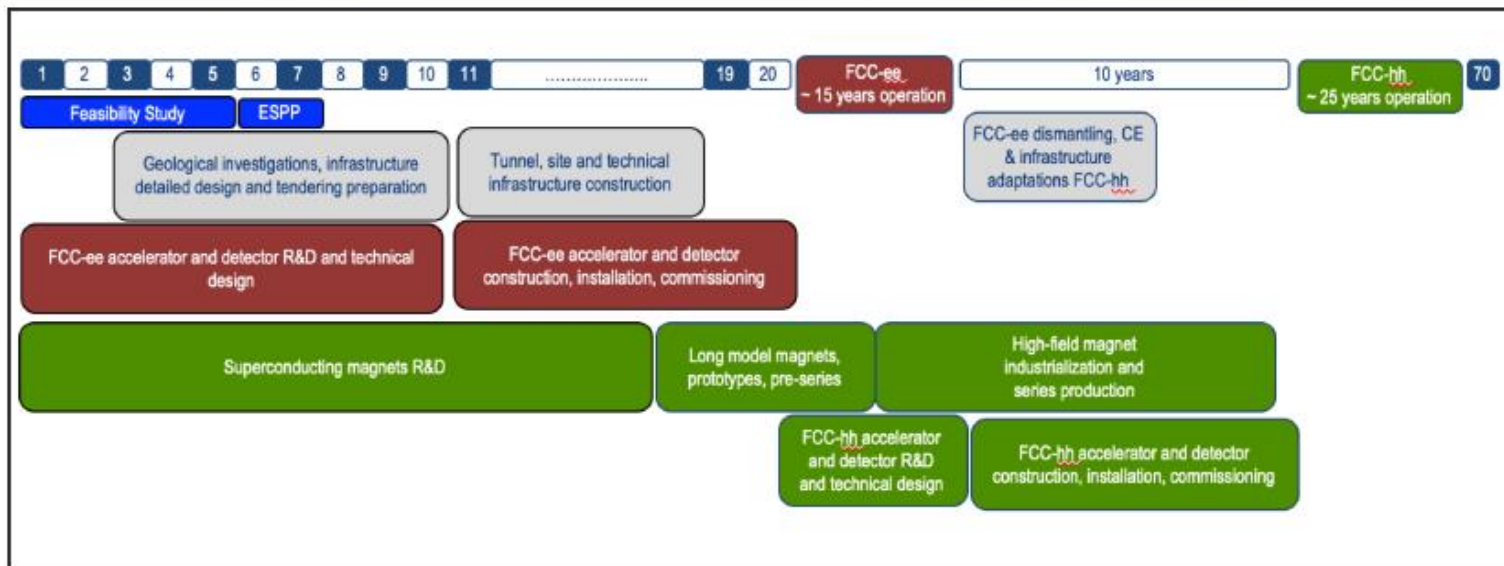 1 2 3 4 5 6 7 8 9 10 11 ................... 19 20 FCC-ee 10 years FCC-hh 70
~ 15 years operation ~ 25 years operation
Feasibility Study ESPP
Geological investigations, infrastructure
detailed design and tendering preparation
Tunnel, site and technical
infrastructure construction
FCC-ee dismantling, CE
& infrastructure
adaptations FCC-hh
FCC-ee accelerator and detector R&D and technical
design
FCC-ee accelerator and detector
construction, installation, commissioning
Superconducting magnets R&D
Long model magnets,
prototypes, pre-series
High-field magnet
industrialization and
series production
FCC-hh accelerator
and detector R&D
and technical design
FCC-hh accelerator and detector
construction, installation, commissioning